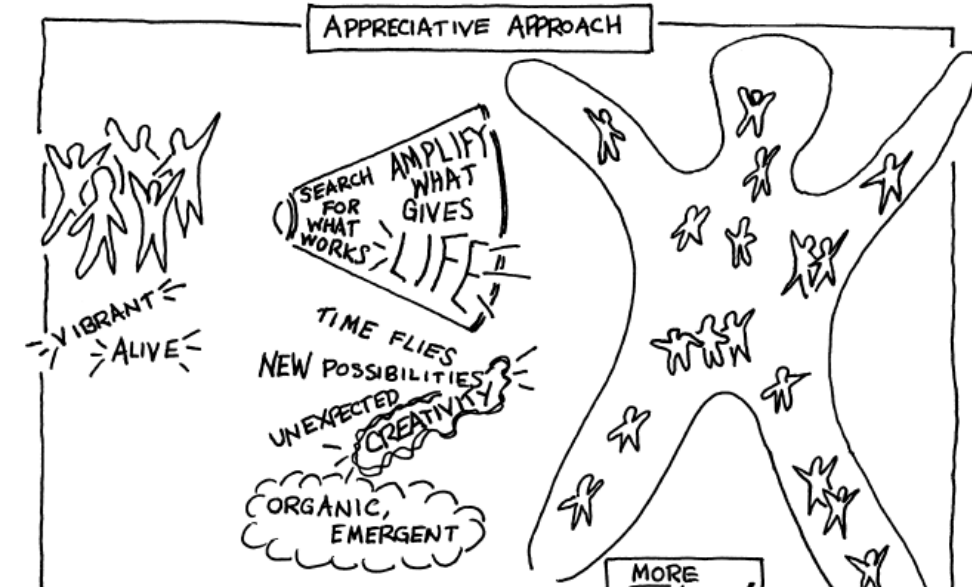 APPRECIATIVE APPROACH
SEARCH
FOR
WHAT
WORKS
AMPLIFY
WHAT
GIVES
LIFE
VIBRANT
ALIVE
TIME FLIES
NEW POSSIBILITIES
UNEXPECTED
CREATIVITY
ORGANIC,
EMERGENT
MORE